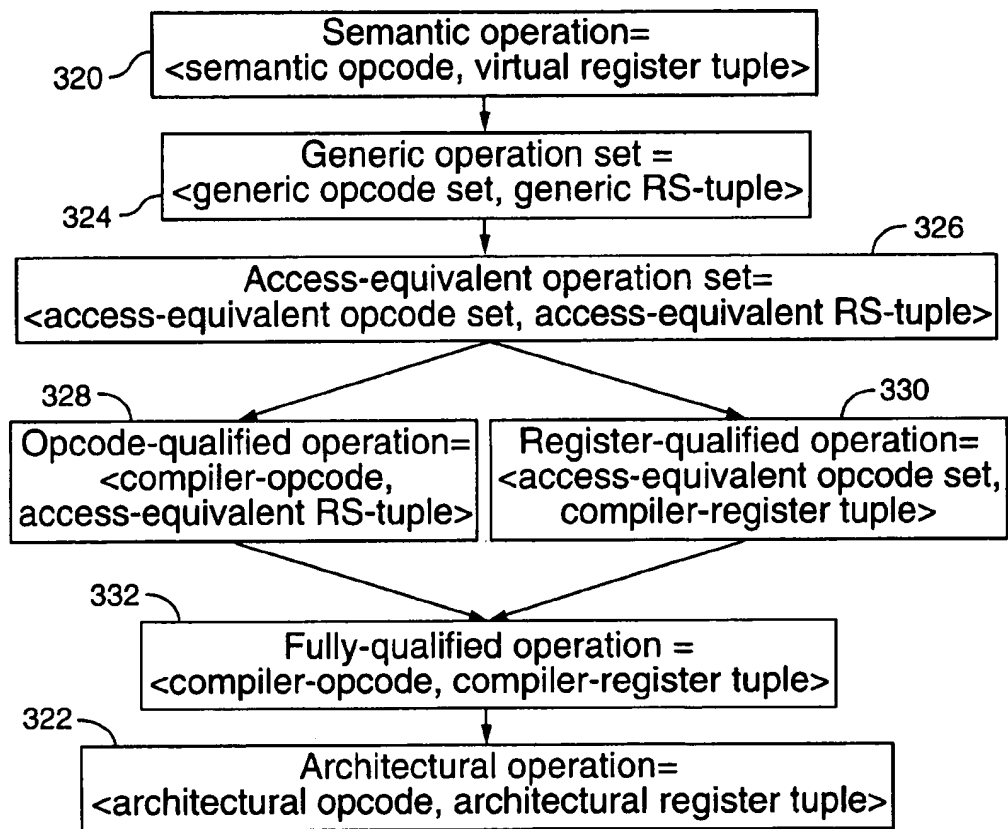 Semantic operation=
<semantic opcode, virtual register tuple>
320
Generic operation set =
<generic opcode set, generic RS-tuple>
324
326
Access-equivalent operation set=
<access-equivalent opcode set, access-equivalent RS-tuple>
328
Opcode-qualified operation=
<compiler-opcode,
access-equivalent RS-tuple>
330
Register-qualified operation=
<access-equivalent opcode set,
compiler-register tuple>
332
Fully-qualified operation =
<compiler-opcode, compiler-register tuple>
322
Architectural operation=
<architectural opcode, architectural register tuple>